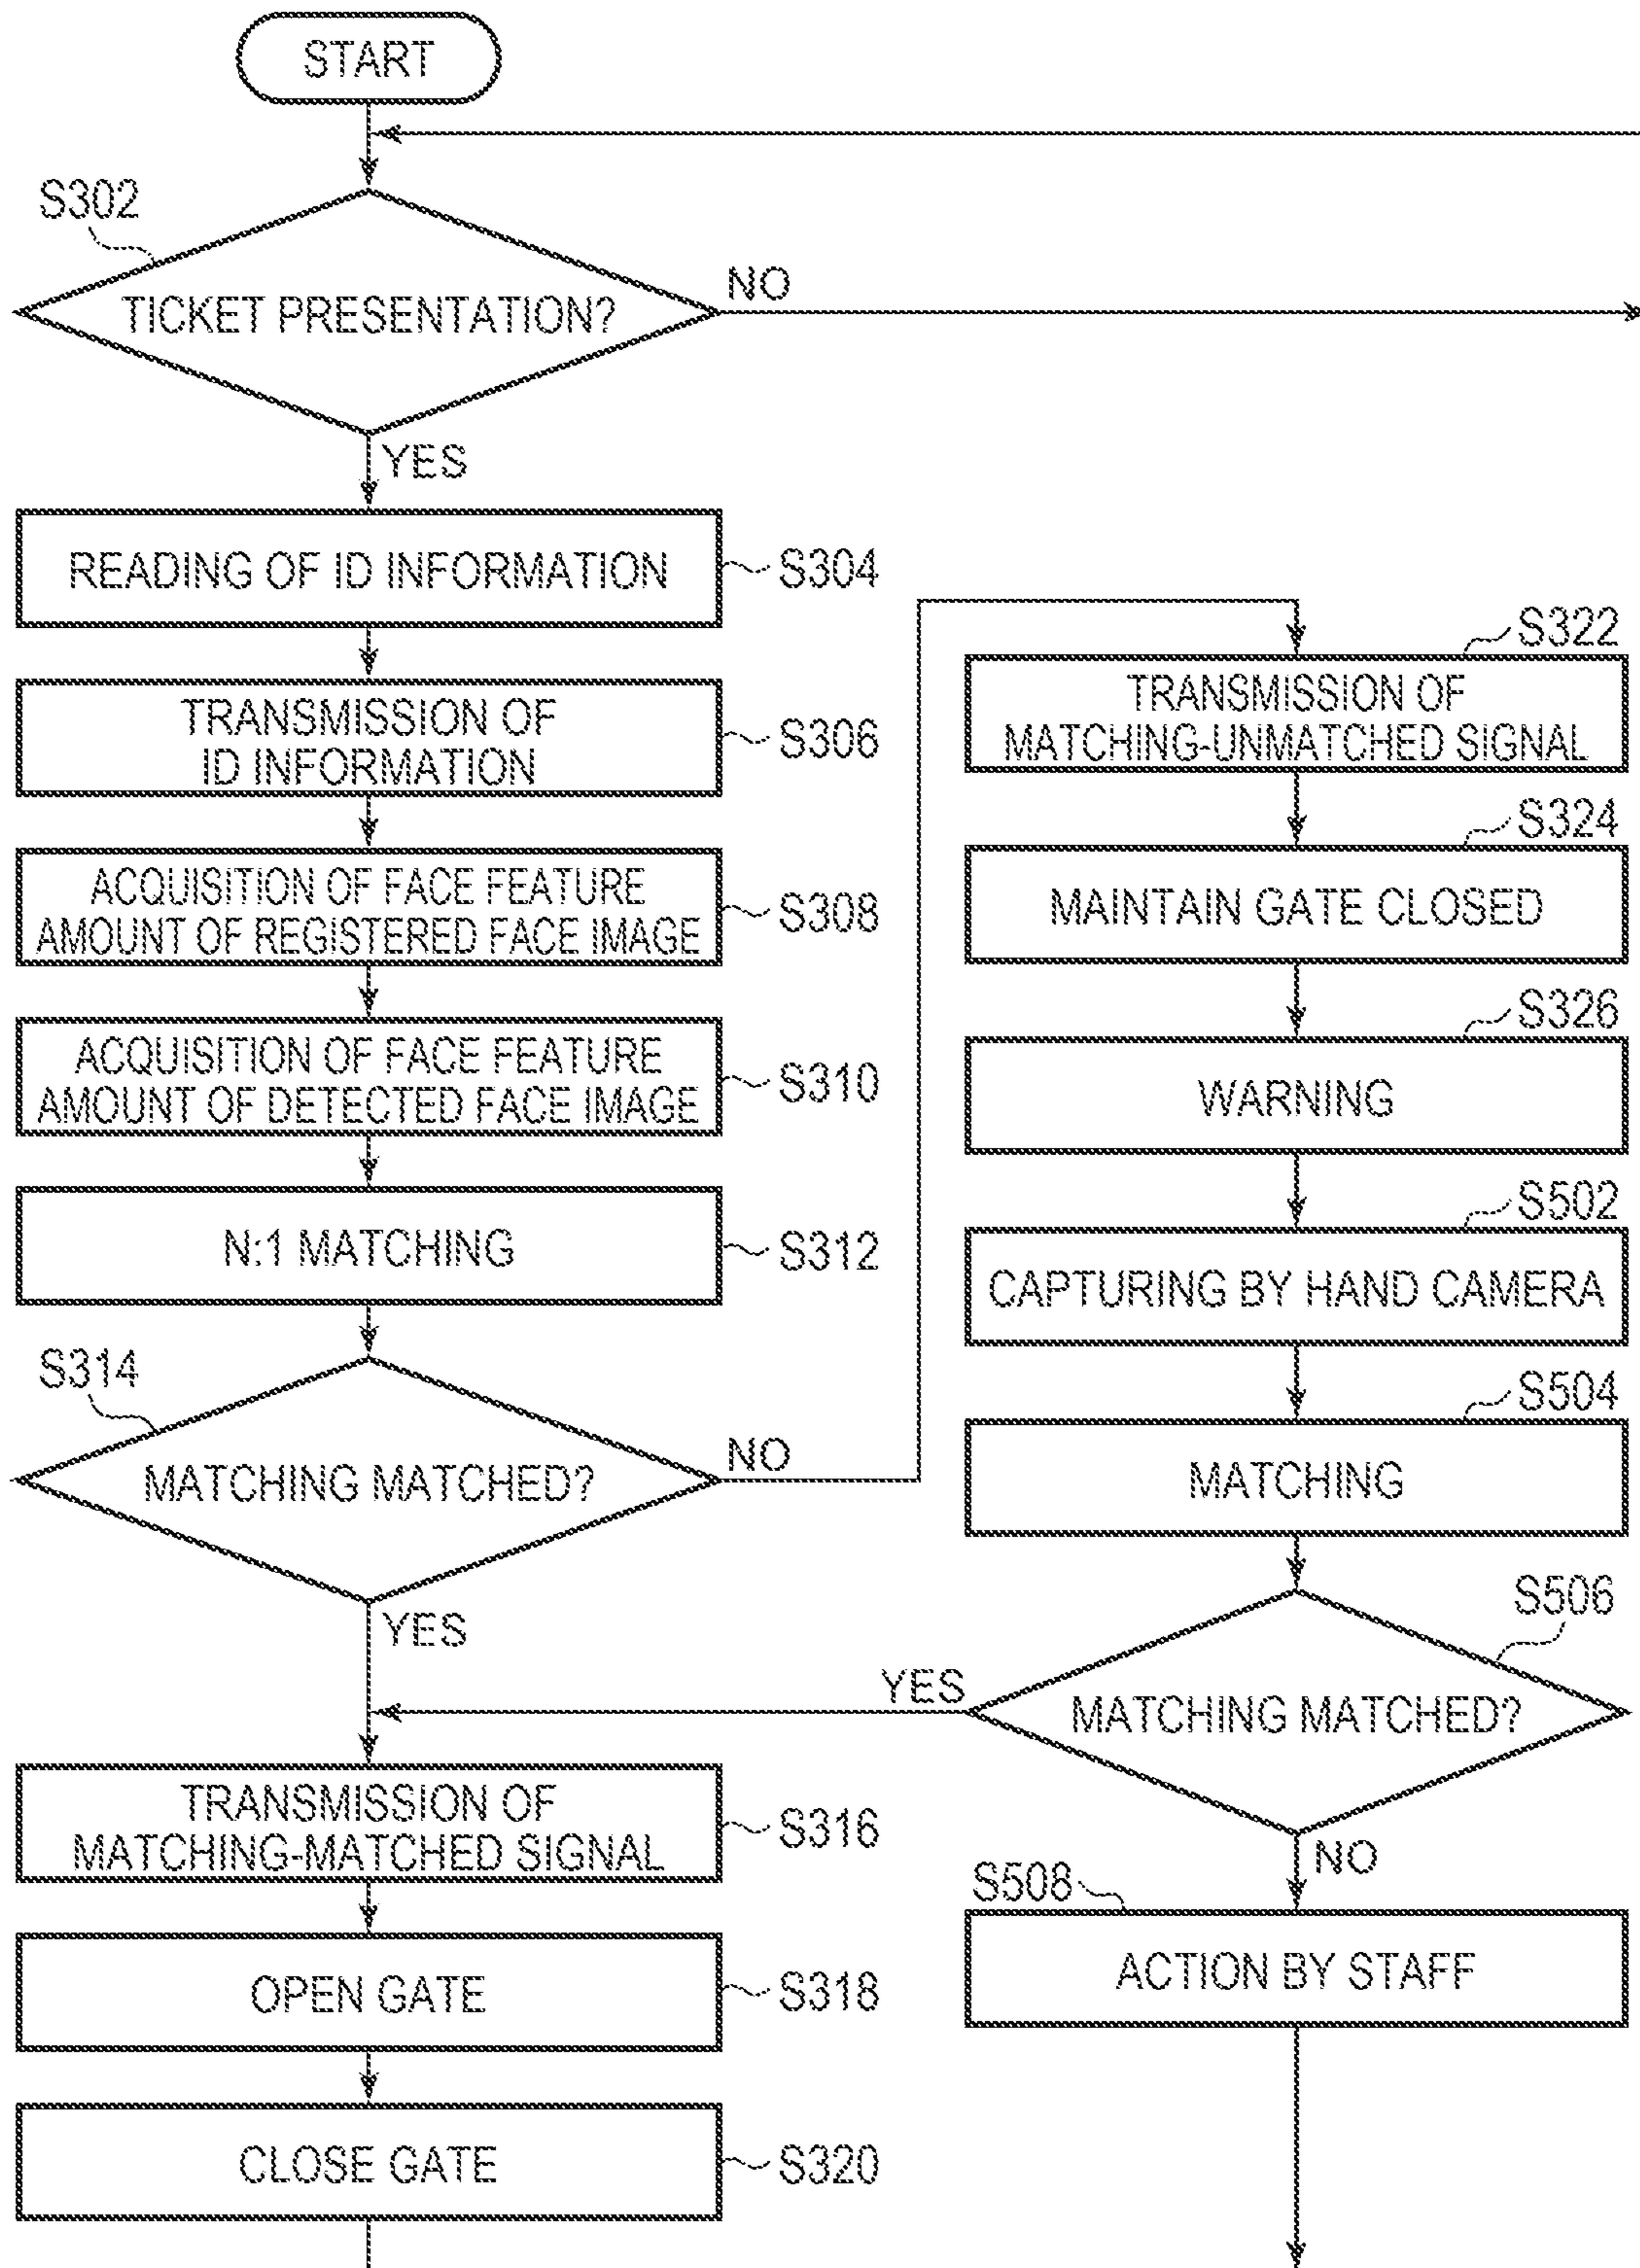 START
S302
TICKET PRESENTATION?
NO
YES
READING OF ID INFORMATION
S304
TRANSMISSION OF
ID INFORMATION
S306
ACQUISITION OF FACE FEATURE
AMOUNT OF REGISTERED FACE IMAGE
S308
ACQUISITION OF FACE FEATURE
AMOUNT OF DETECTED FACE IMAGE
S310
N:1 MATCHING
S312
S314
MATCHING MATCHED?
NO
YES
TRANSMISSION OF
MATCHING-MATCHED SIGNAL
S316
OPEN GATE
S318
CLOSE GATE
S320
S322
TRANSMISSION OF
MATCHING-UNMATCHED SIGNAL
S324
MAINTAIN GATE CLOSED
S326
WARNING
S502
CAPTURING BY HAND CAMERA
S504
MATCHING
S506
MATCHING MATCHED?
YES
NO
S508
ACTION BY STAFF